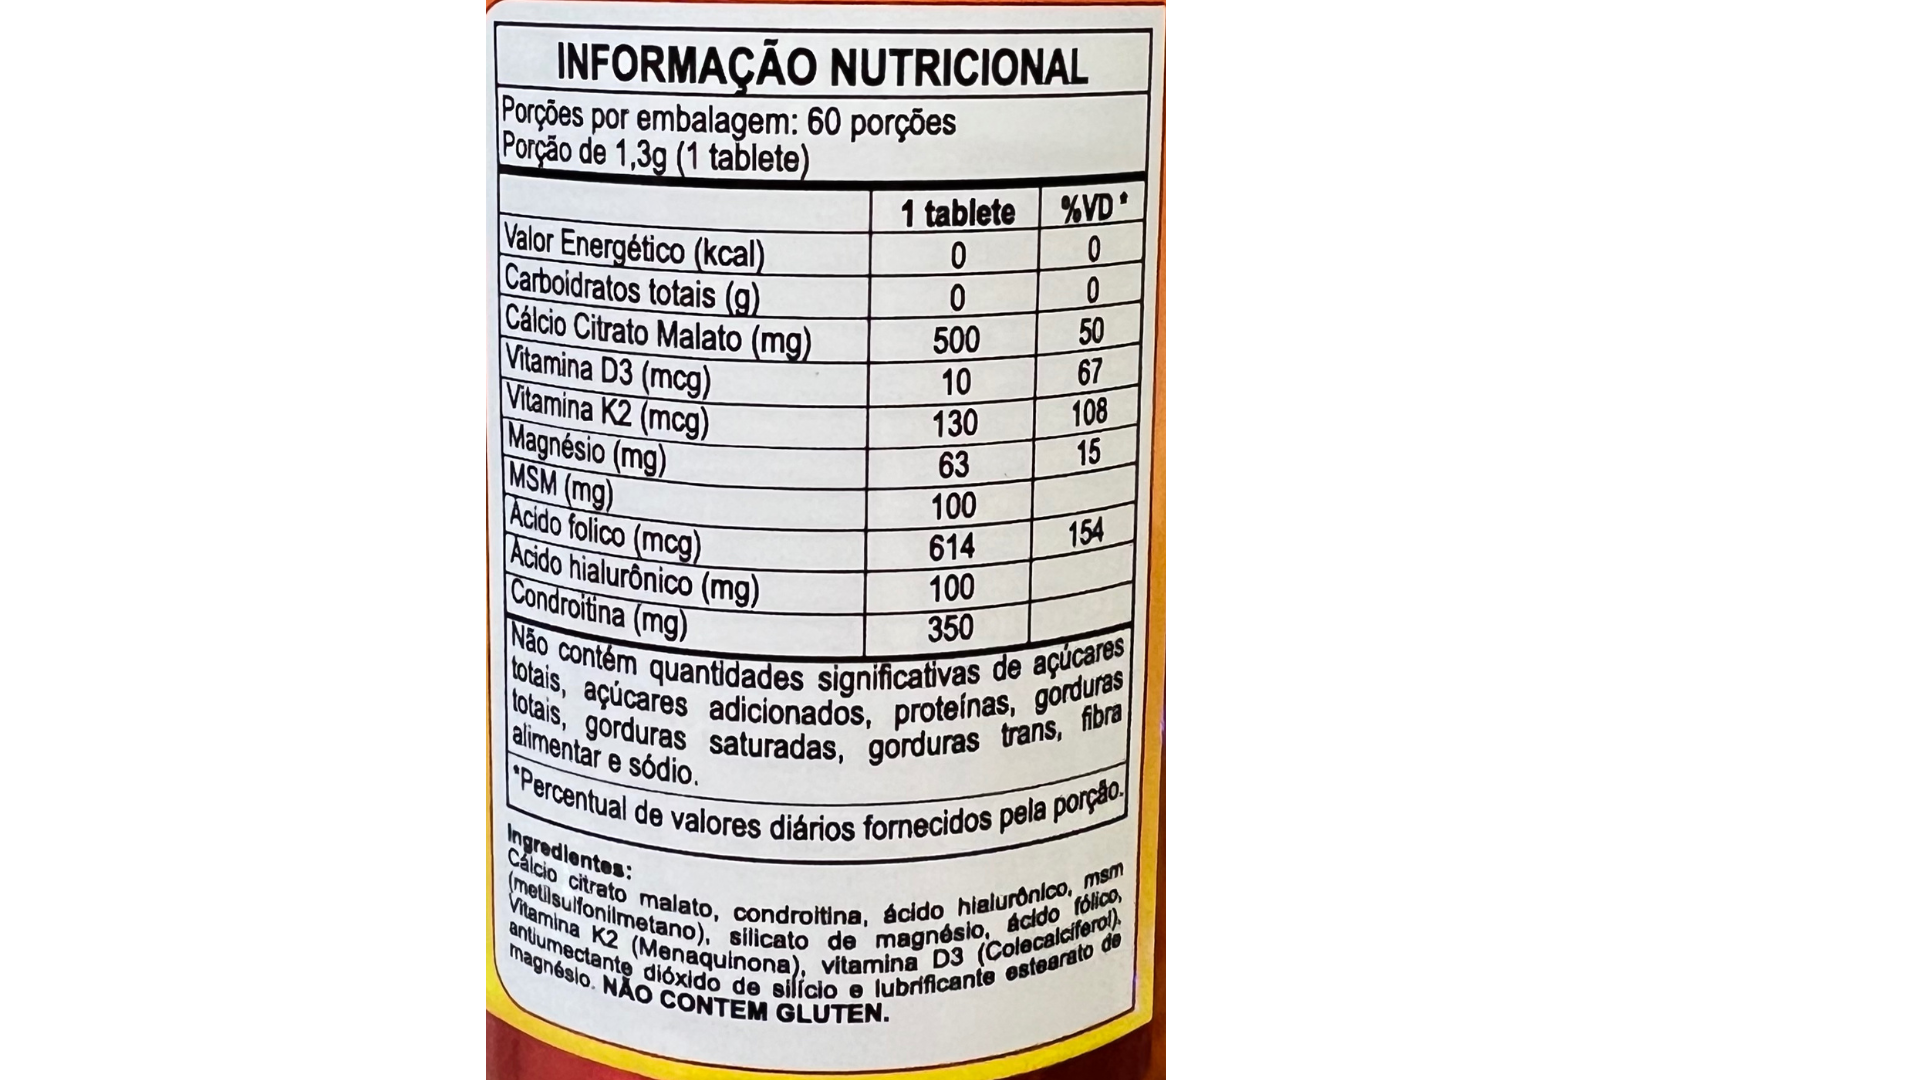 INFORMAÇÃO NUTRICIONAL
Porções por embalagem: 60 porções
Porção de 1,3g (1 tablete)
1 tablete %VD*
Valor Energético (kcal) 0 0
Carboidratos totais (g) 0 0
Cálcio Citrato Malato (mg) 500 50
Vitamina D3 (mcg) 10 67
Vitamina K2 (mcg) 130 108
Magnésio (mg) 63 15
MSM (mg) 100
Ácido folico (mcg) 614 154
Ácido hialurônico (mg) 100
Condroitina (mg) 350
Não contém quantidades significativas de açúcares
totais, açúcares adicionados, proteínas, gorduras
totais, gorduras saturadas, gorduras trans, fibra
alimentar e sódio.
*Percentual de valores diários fornecidos pela porção.
Ingredientes:
Cálcio citrato malato, condroitina, ácido hialurônico, msm
(metilsulfonilmetano), silicato de magnésio, ácido fólico,
Vitamina K2 (Menaquinona), vitamina D3 (Colecalciferol),
antiumectante dióxido de silício e lubrificante estearato de
magnésio. NÃO CONTEM GLUTEN.